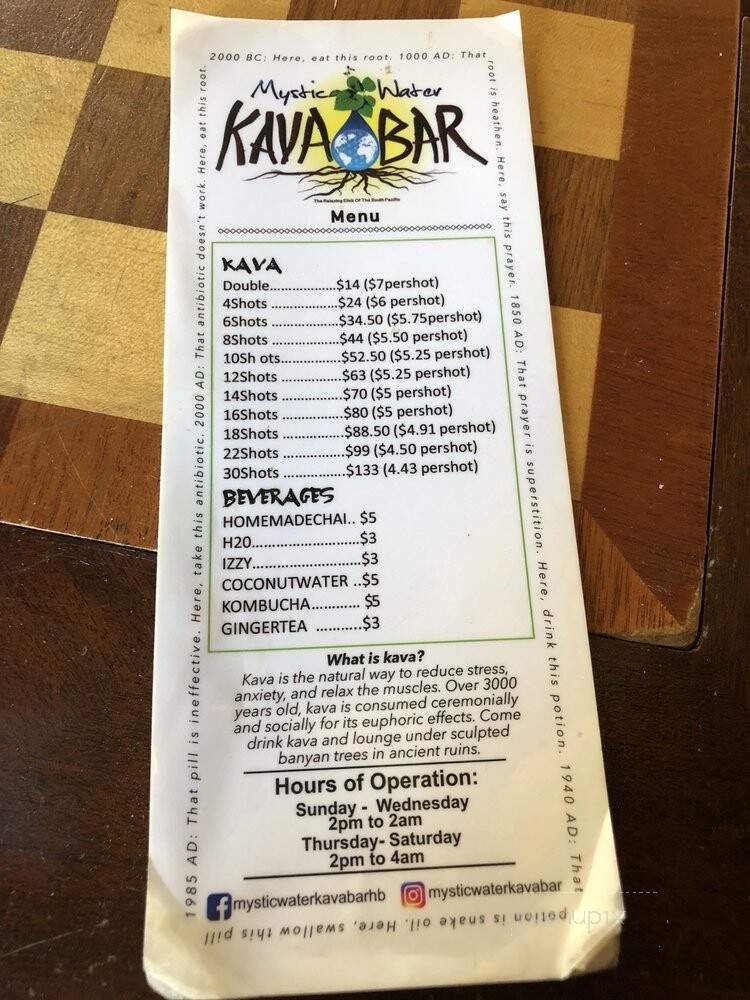 2000 BC: Here, eat this root. 1000 AD: That
root is heathen. Here, say this prayer. 1850 AD: That prayer is superstition. Here, drink this potion. 1940 AD: That
potion is snake oil. Here, swallow this pill
1985 AD: That pill is ineffective. Here, take this antibiotic. 2000 AD: That antibiotic doesn't work. Here, eat this root.
Mystic Water
KAVA BAR
The Relaxing Elixir Of The South Pacific
Menu
KAVA
Double................$14 ($7pershot)
4Shots ................$24 ($6 pershot)
6Shots ................$34.50 ($5.75pershot)
8Shots ................$44 ($5.50 pershot)
10Sh ots..............$52.50 ($5.25 pershot)
12Shots ..............$63 ($5.25 pershot)
14Shots ..............$70 ($5 pershot)
16Shots ..............$80 ($5 pershot)
18Shots ..............$88.50 ($4.91 pershot)
22Shots ..............$99 ($4.50 pershot)
30Shots ..............$133 (4.43 pershot)
BEVERAGES
HOMEMADECHAI.. $5
H20.........................$3
IZZY.........................$3
COCONUTWATER ..$5
KOMBUCHA............ $5
GINGERTEA ...........$3
What is kava?
Kava is the natural way to reduce stress,
anxiety, and relax the muscles. Over 3000
years old, kava is consumed ceremonially
and socially for its euphoric effects. Come
drink kava and lounge under sculpted
banyan trees in ancient ruins.
Hours of Operation:
Sunday - Wednesday
2pm to 2am
Thursday- Saturday
2pm to 4am
mysticwaterkavabarhb
mysticwaterkavabar